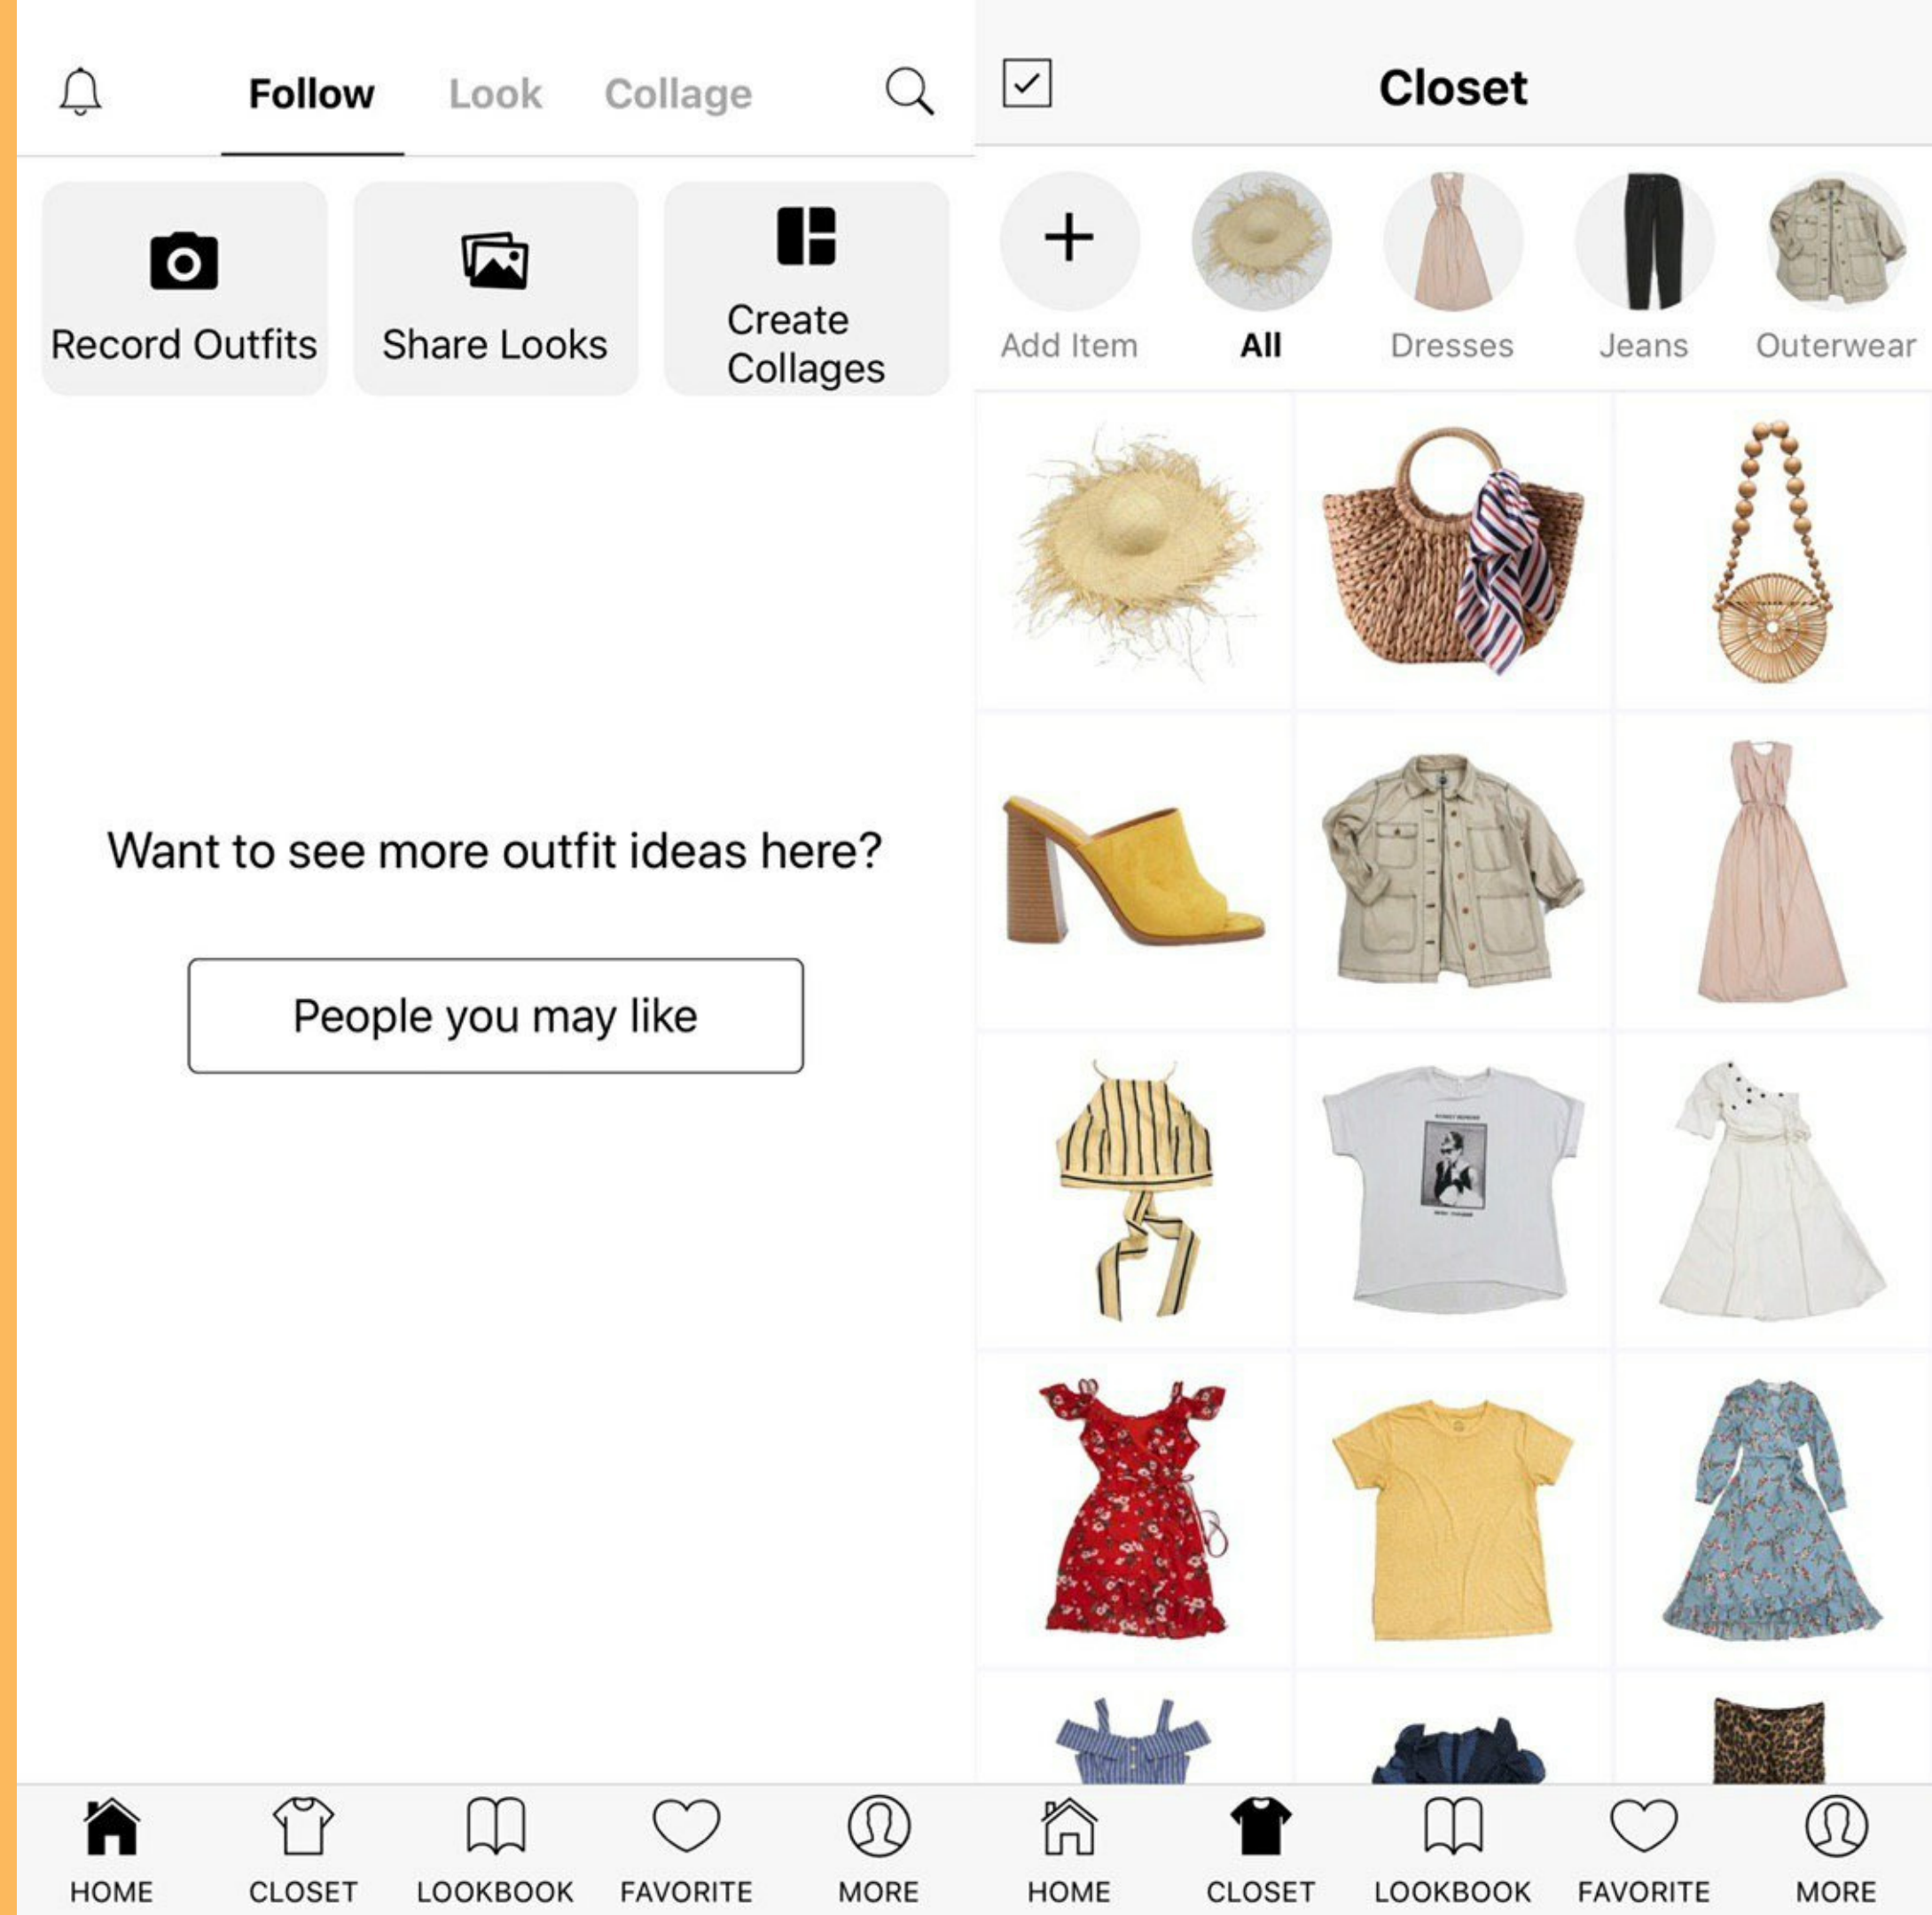 Follow
Look
Collage
Record Outfits
Share Looks
Create
Collages
Want to see more outfit ideas here?
People you may like
HOME
CLOSET
LOOKBOOK
FAVORITE
MORE
Closet
Add Item
All
Dresses
Jeans
Outerwear
HOME
CLOSET
LOOKBOOK
FAVORITE
MORE